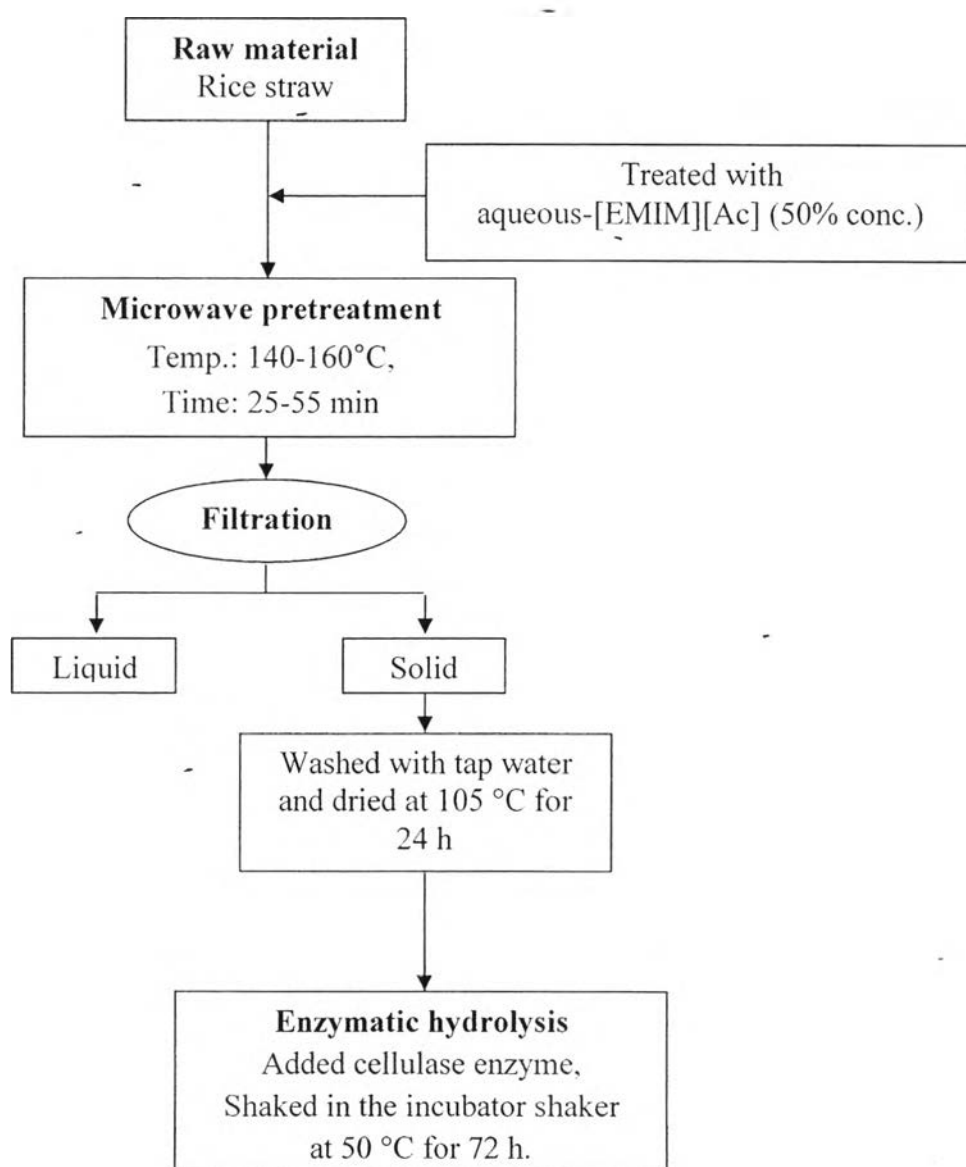 Raw material
Rice straw
Treated with
aqueous-[EMIM][Ac] (50% conc.)
Microwave pretreatment
Temp.: 140-160°C,
Time: 25-55 min
Filtration
Liquid
Solid
Washed with tap water
and dried at 105 °C for
24 h
Enzymatic hydrolysis
Added cellulase enzyme,
Shaked in the incubator shaker
at 50 °C for 72 h.